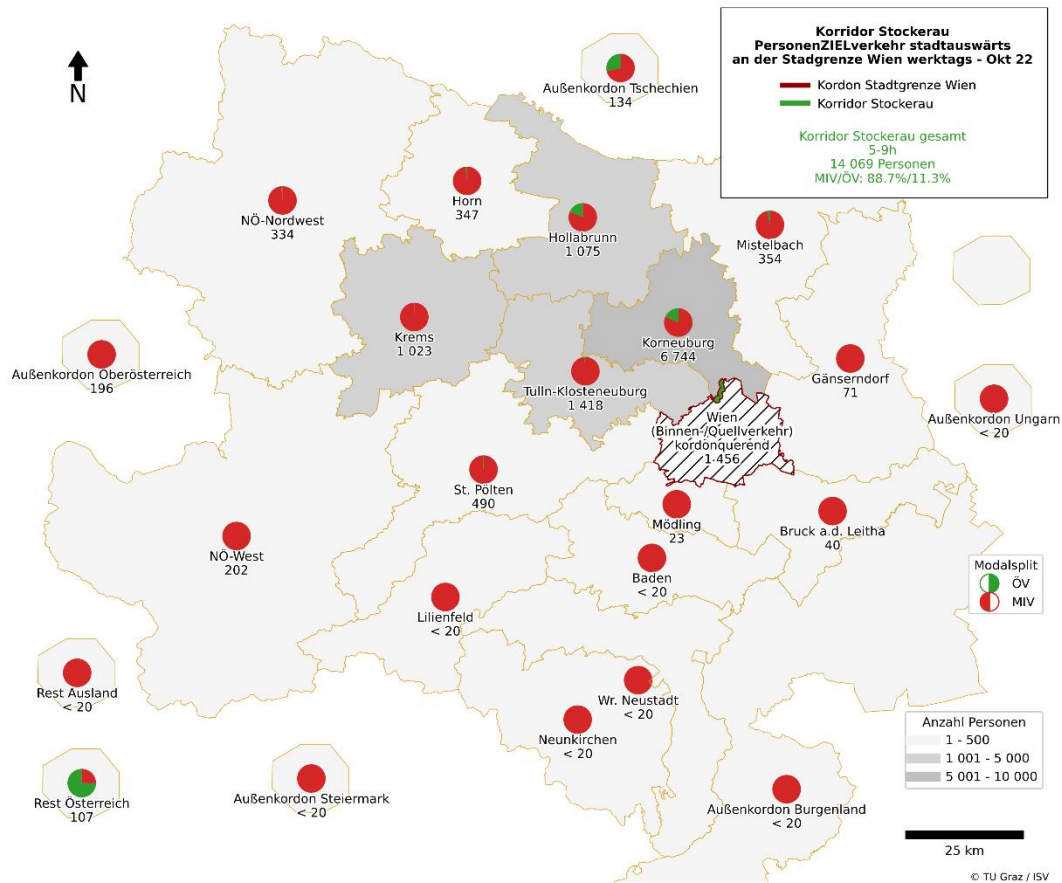 Korridor Stockerau
PersonenZIELverkehr stadtauswärts
an der Stadgrenze Wien werktags - Okt 22
Kordon Stadtgrenze Wien
Korridor Stockerau
Korridor Stockerau gesamt
5-9h
14 069 Personen
MIV/ÖV: 88.7%/11.3%
N
Außenkordon Tschechien
134
Horn
347
NÖ-Nordwest
334
Hollabrunn
1 075
Mistelbach
354
Krems
1 023
Korneuburg
6 744
Außenkordon Oberösterreich
196
Tulln-Klosteneuburg
1 418
Gänserndorf
71
Außenkordon Ungarn
< 20
Wien
(Binnen-/Quellverkehr)
kordonquerend
1 456
St. Pölten
490
Mödling
23
Bruck a.d. Leitha
40
NÖ-West
202
Baden
< 20
Modalsplit
ÖV
MIV
Lilienfeld
< 20
Rest Ausland
< 20
Wr. Neustadt
< 20
Neunkirchen
< 20
Anzahl Personen
1 - 500
1 001 - 5 000
5 001 - 10 000
Rest Österreich
107
Außenkordon Steiermark
< 20
Außenkordon Burgenland
< 20
25 km
© TU Graz / ISV